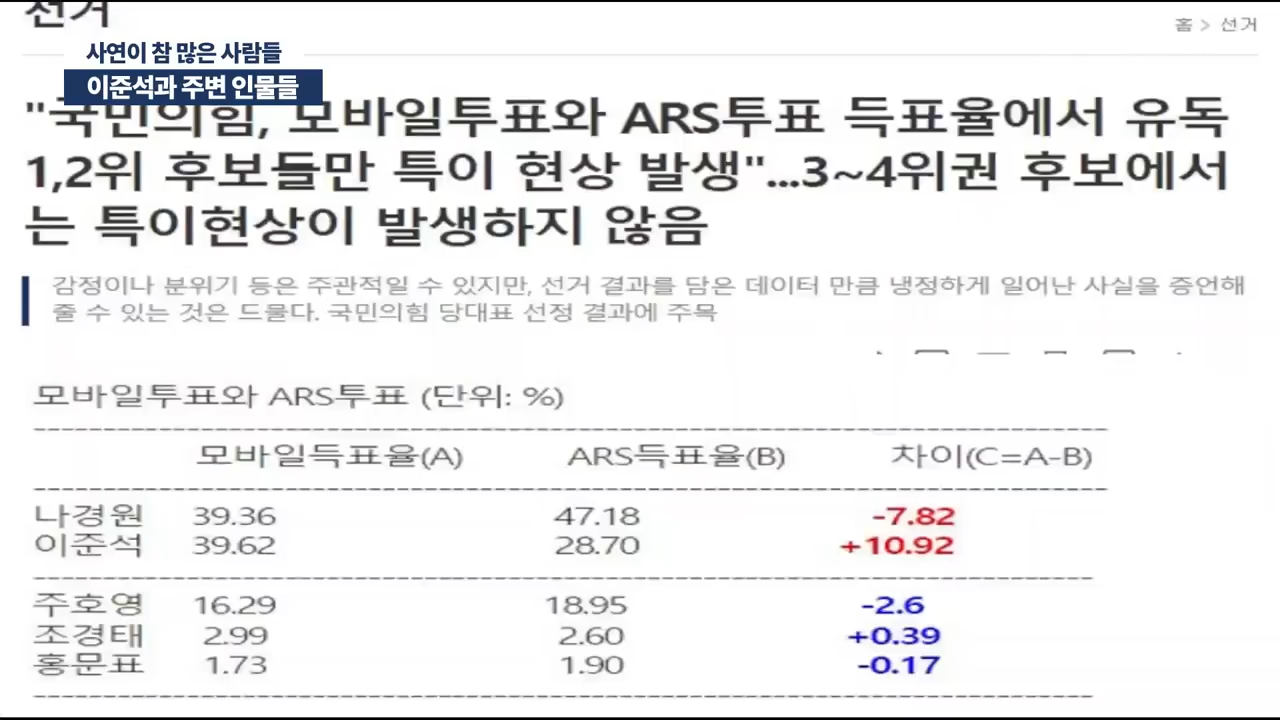 선거
홈 > 선거
사연이 참 많은 사람들
이준석과 주변 인물들
"국민의힘, 모바일투표와 ARS투표 득표율에서 유독
1,2위 후보들만 특이 현상 발생"...3~4위권 후보에서
는 특이현상이 발생하지 않음
감정이나 분위기 등은 주관적일 수 있지만, 선거 결과를 담은 데이터 만큼 냉정하게 일어난 사실을 증언해
줄 수 있는 것은 드물다. 국민의힘 당대표 선정 결과에 주목
모바일투표와 ARS투표 (단위: %)
모바일득표율(A) ARS득표율(B) 차이(C=A-B)
나경원 39.36 47.18 -7.82
이준석 39.62 28.70 +10.92
주호영 16.29 18.95 -2.6
조경태 2.99 2.60 +0.39
홍문표 1.73 1.90 -0.17